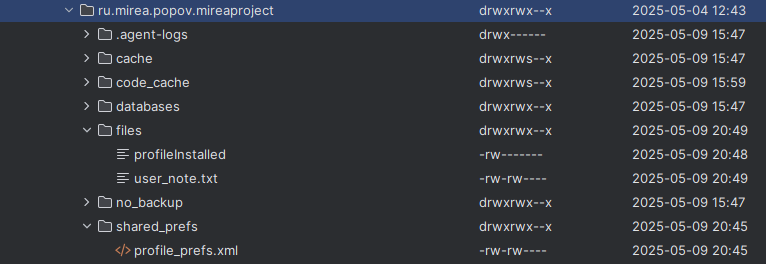 ru.mirea.popov.mireaproject drwxrwx--x 2025-05-04 12:43
.agent-logs drwx------ 2025-05-09 15:47
cache drwxrws--x 2025-05-09 15:47
code_cache drwxrws--x 2025-05-09 15:59
databases drwxrwx--x 2025-05-09 15:47
files drwxrwx--x 2025-05-09 20:49
profileInstalled -rw------- 2025-05-09 20:48
user_note.txt -rw-rw---- 2025-05-09 20:49
no_backup drwxrwx--x 2025-05-09 15:47
shared_prefs drwxrwx--x 2025-05-09 20:45
profile_prefs.xml -rw-rw---- 2025-05-09 20:45